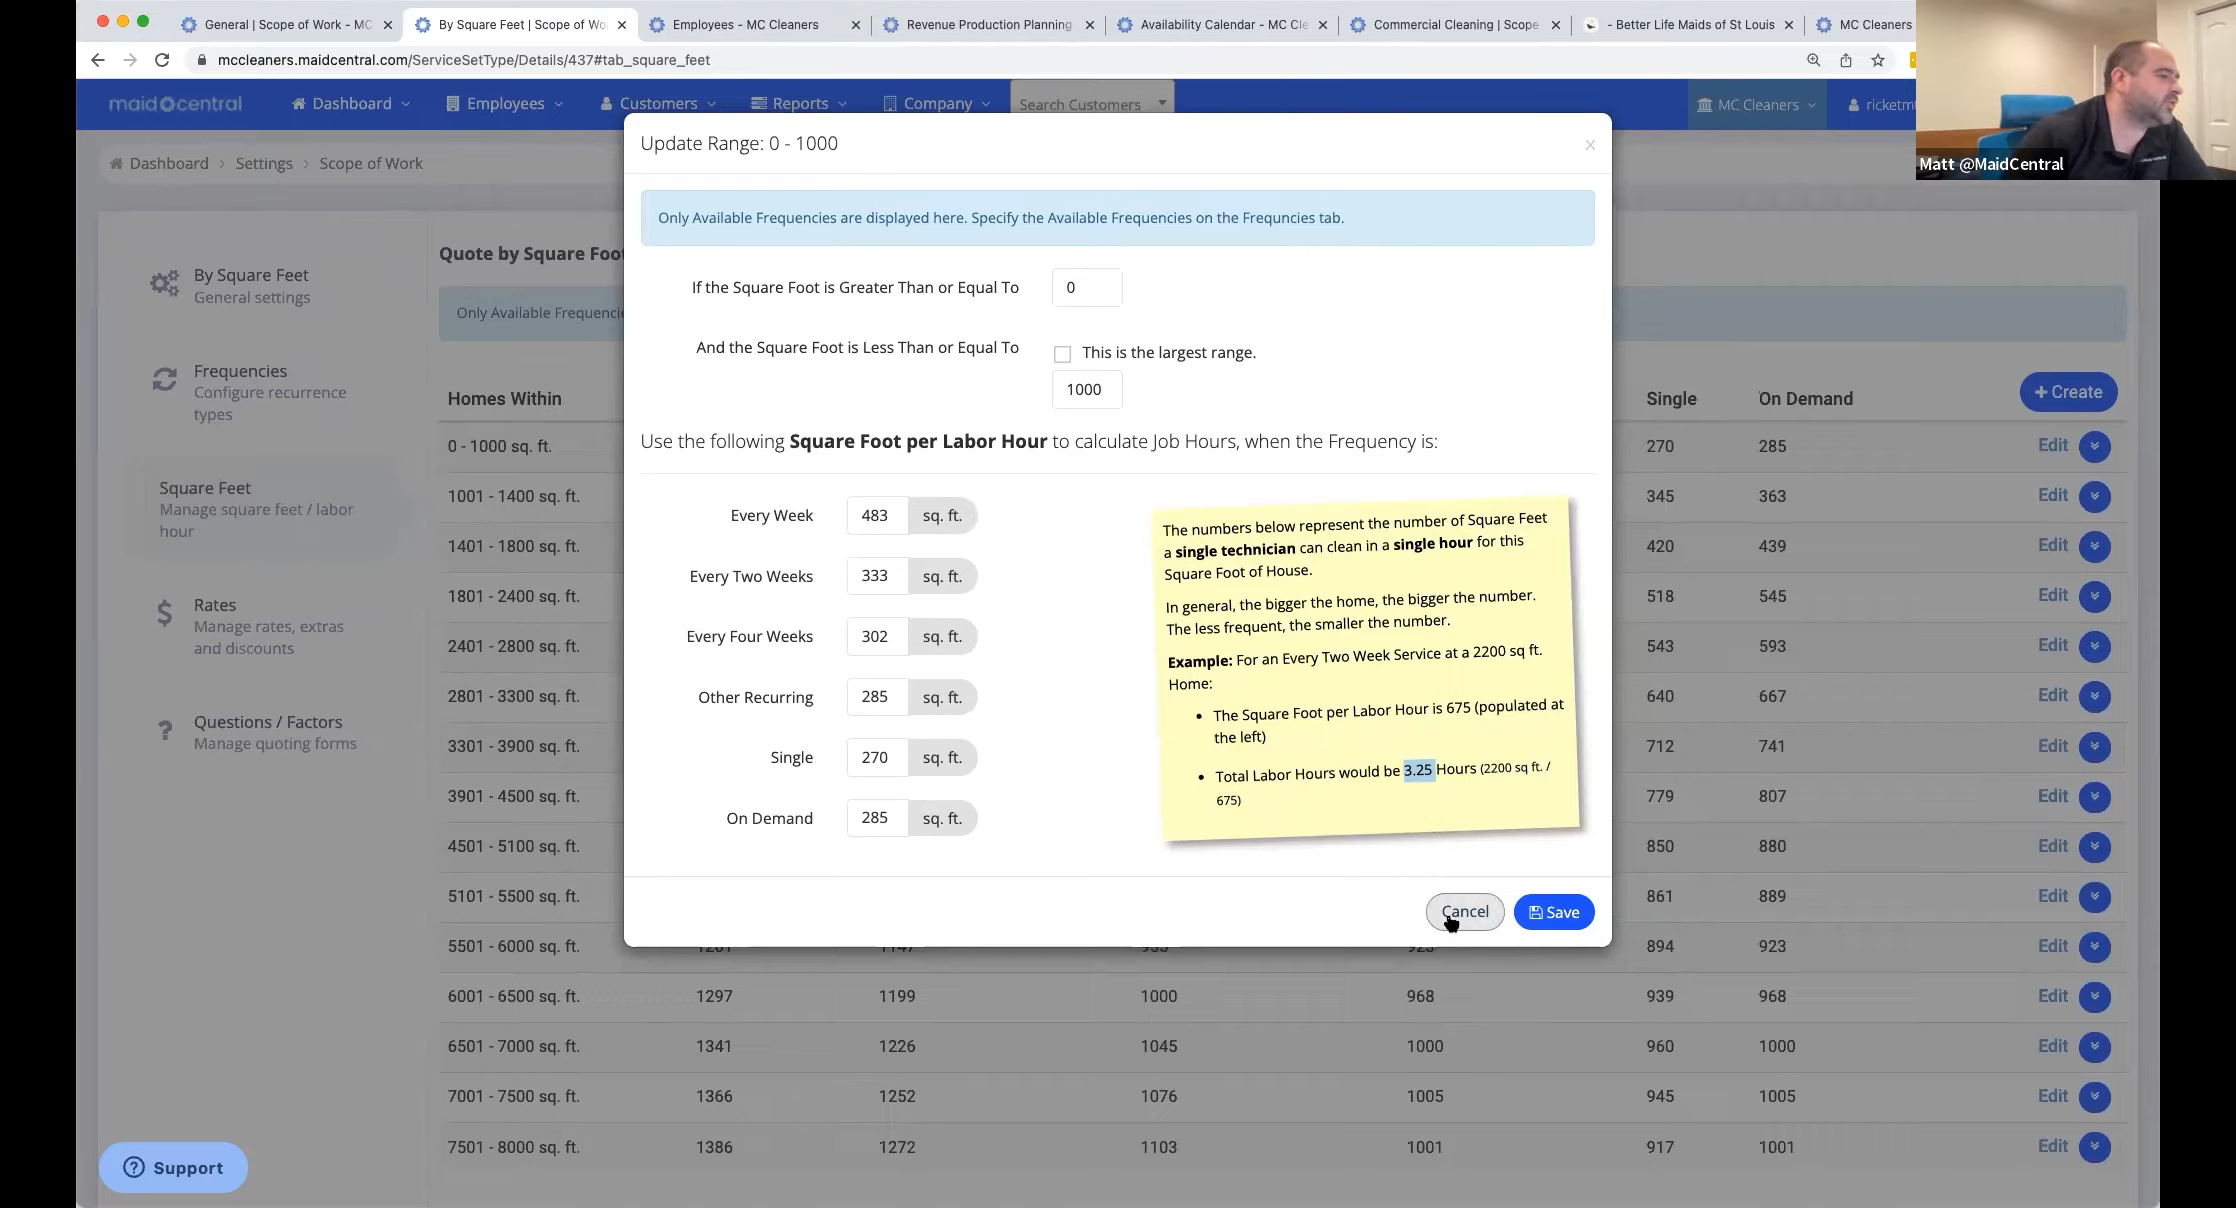 General | Scope of Work - MC
By Square Feet | Scope of Wo
Employees - MC Cleaners
Revenue Production Planning
Availability Calendar - MC Cle
Commercial Cleaning | Scope
- Better Life Maids of St Louis
MC Cleaners
mccleaners.maidcentral.com/ServiceSetType/Details/437#tab_square_feet
maidcentral
Dashboard
Employees
Customers
Reports
Company
Search Customers
MC Cleaners
ricketmt
Matt @MaidCentral
Dashboard > Settings > Scope of Work
By Square Feet
General settings
Frequencies
Configure recurrence
types
Square Feet
Manage square feet / labor
hour
Rates
Manage rates, extras
and discounts
Questions / Factors
Manage quoting forms
Support
Quote by Square Foot
Only Available Frequencie
Homes Within
Single
On Demand
+ Create
0 - 1000 sq. ft. 270 285 Edit
1001 - 1400 sq. ft. 345 363 Edit
1401 - 1800 sq. ft. 420 439 Edit
1801 - 2400 sq. ft. 518 545 Edit
2401 - 2800 sq. ft. 543 593 Edit
2801 - 3300 sq. ft. 640 667 Edit
3301 - 3900 sq. ft. 712 741 Edit
3901 - 4500 sq. ft. 779 807 Edit
4501 - 5100 sq. ft. 850 880 Edit
5101 - 5500 sq. ft. 861 889 Edit
5501 - 6000 sq. ft. 894 923 Edit
6001 - 6500 sq. ft. 1297 1199 1000 968 939 968 Edit
6501 - 7000 sq. ft. 1341 1226 1045 1000 960 1000 Edit
7001 - 7500 sq. ft. 1366 1252 1076 1005 945 1005 Edit
7501 - 8000 sq. ft. 1386 1272 1103 1001 917 1001 Edit
Update Range: 0 - 1000
×
Only Available Frequencies are displayed here. Specify the Available Frequencies on the Frequncies tab.
If the Square Foot is Greater Than or Equal To 0
And the Square Foot is Less Than or Equal To
This is the largest range.
1000
Use the following Square Foot per Labor Hour to calculate Job Hours, when the Frequency is:
Every Week 483 sq. ft.
Every Two Weeks 333 sq. ft.
Every Four Weeks 302 sq. ft.
Other Recurring 285 sq. ft.
Single 270 sq. ft.
On Demand 285 sq. ft.
The numbers below represent the number of Square Feet
a single technician can clean in a single hour for this
Square Foot of House.
In general, the bigger the home, the bigger the number.
The less frequent, the smaller the number.
Example: For an Every Two Week Service at a 2200 sq ft.
Home:
• The Square Foot per Labor Hour is 675 (populated at
the left)
• Total Labor Hours would be 3.25 Hours (2200 sq ft. /
675)
Cancel
Save